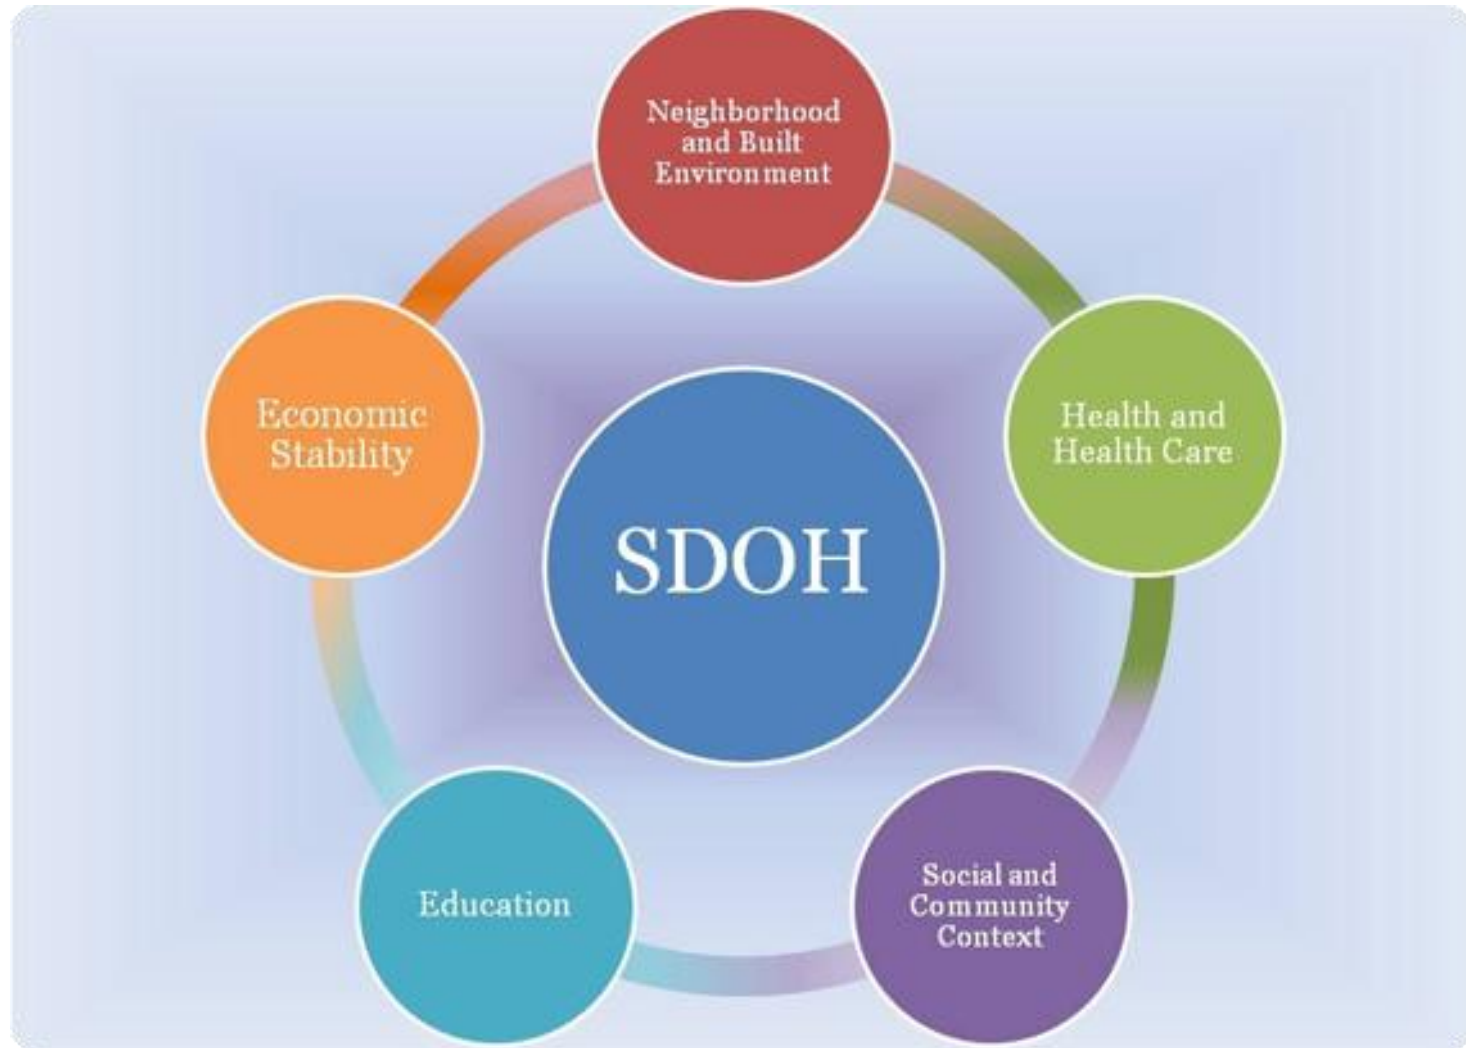 Neighborhood
and Built
Environment
Economic
Stability
Health and
Health Care
SDOH
Education
Social and
Community
Context